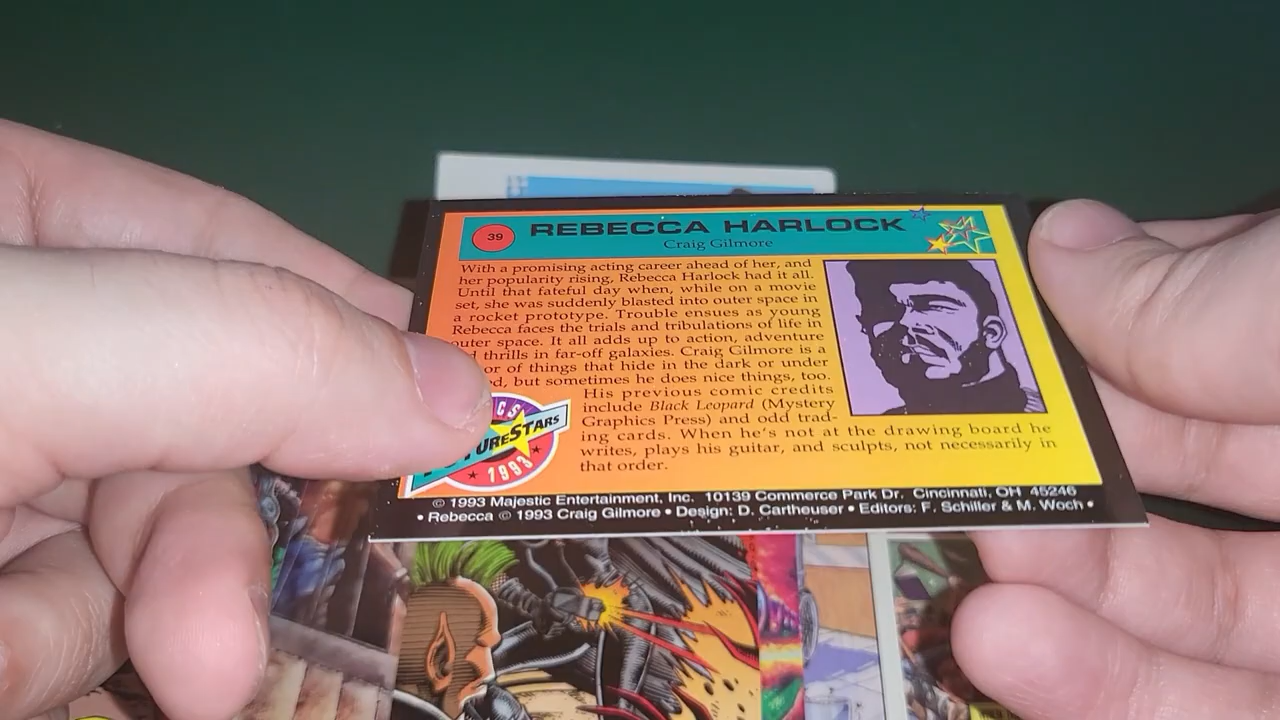 39
REBECCA HARLOCK
Craig Gilmore
With a promising acting career ahead of her, and
her popularity rising, Rebecca Harlock had it all.
Until that fateful day when, while on a movie
set, she was suddenly blasted into outer space in
a rocket prototype. Trouble ensues as young
Rebecca faces the trials and tribulations of life in
outer space. It all adds up to action, adventure
thrills in far-off galaxies. Craig Gilmore is a
of things that hide in the dark or under
but sometimes he does nice things, too.
His previous comic credits
include Black Leopard (Mystery
Graphics Press) and odd trad-
ing cards. When he's not at the drawing board he
writes, plays his guitar, and sculpts, not necessarily in
that order.
STARS
1993
© 1993 Majestic Entertainment, Inc. 10139 Commerce Park Dr. Cincinnati, OH 45246
• Rebecca © 1993 Craig Gilmore • Design: D. Cartheuser • Editors: F. Schiller & M. Woch •